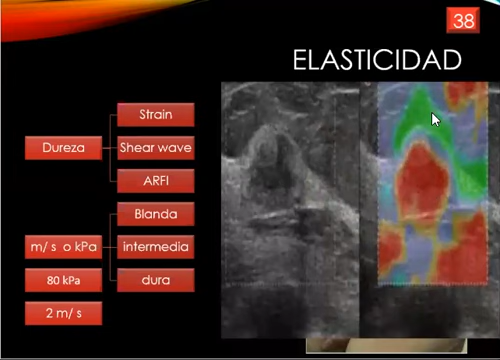 38
ELASTICIDAD
Strain
Dureza
Shear wave
ARFI
Blanda
m/ s o kPa
intermedia
80 kPa
dura
2 m/ s